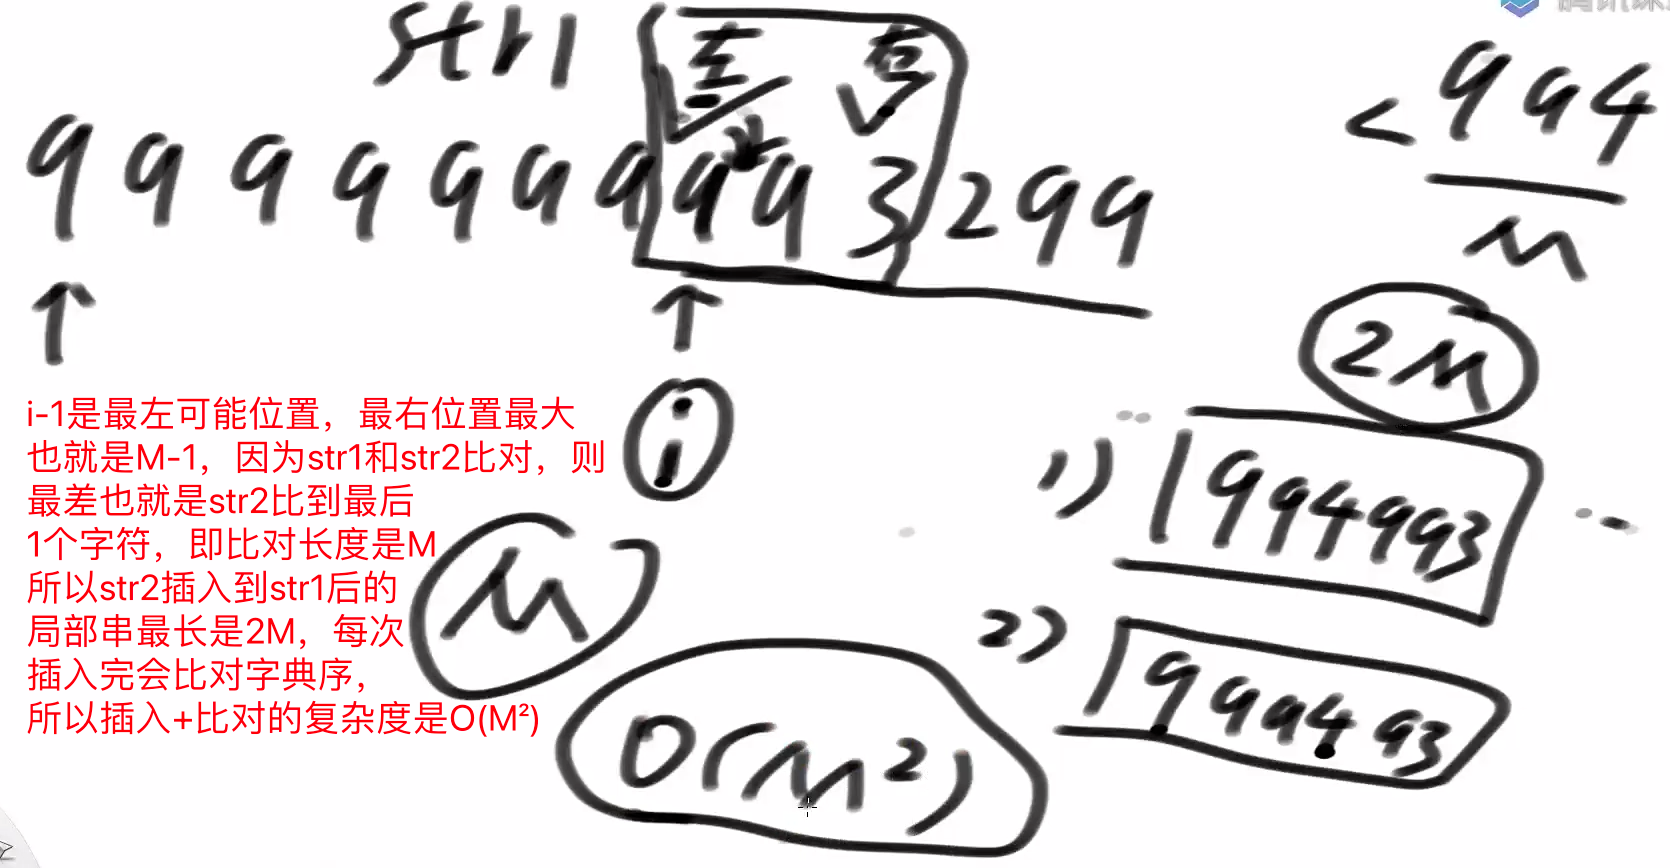 str1
左 右
9 9 9 9 9 9 9 9 9 3 2 9 9
< 994
M
2M
i
i-1是最左可能位置，最右位置最大
也就是M-1，因为str1和str2比对，则
最差也就是str2比到最后
1个字符，即比对长度是M
所以str2插入到str1后的
局部串最长是2M，每次
插入完会比对字典序，
所以插入+比对的复杂度是O(M²)
M
1) 994993
2) 999493
O(M²)